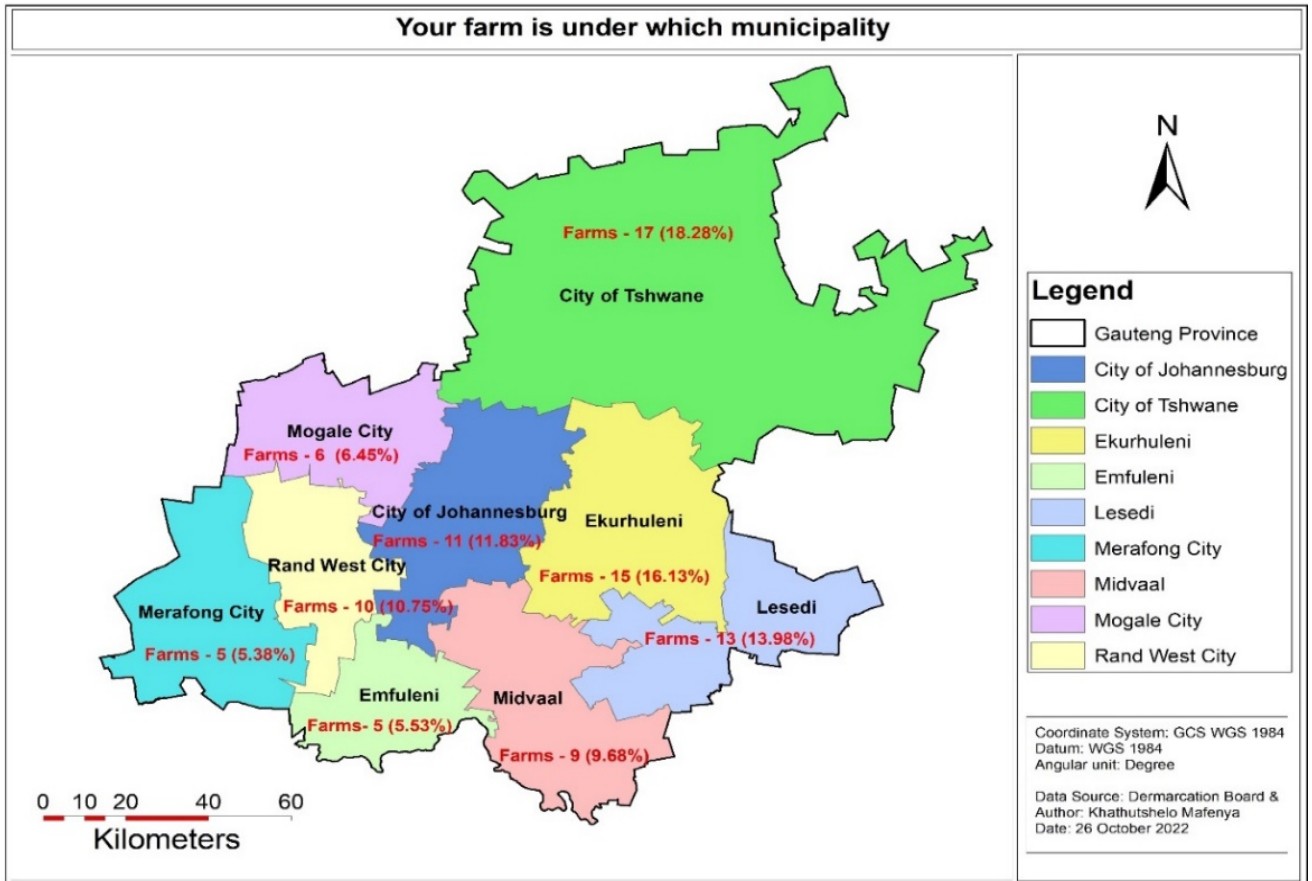 Your farm is under which municipality
N
Farms - 17 (18.28%)
City of Tshwane
Mogale City
Farms - 6 (6.45%)
City of Johannesburg
Farms - 11 (11.83%)
Ekurhuleni
Farms - 15 (16.13%)
Rand West City
Farms - 10 (10.75%)
Merafong City
Farms - 5 (5.38%)
Lesedi
Farms - 13 (13.98%)
Emfuleni
Farms- 5 (5.53%)
Midvaal
Farms - 9 (9.68%)
0 10 20 40 60
Kilometers
Legend
Gauteng Province
City of Johannesburg
City of Tshwane
Ekurhuleni
Emfuleni
Lesedi
Merafong City
Midvaal
Mogale City
Rand West City
Coordinate System: GCS WGS 1984
Datum: WGS 1984
Angular unit: Degree
Data Source: Dermarcation Board &
Author: Khathutshelo Mafenya
Date: 26 October 2022